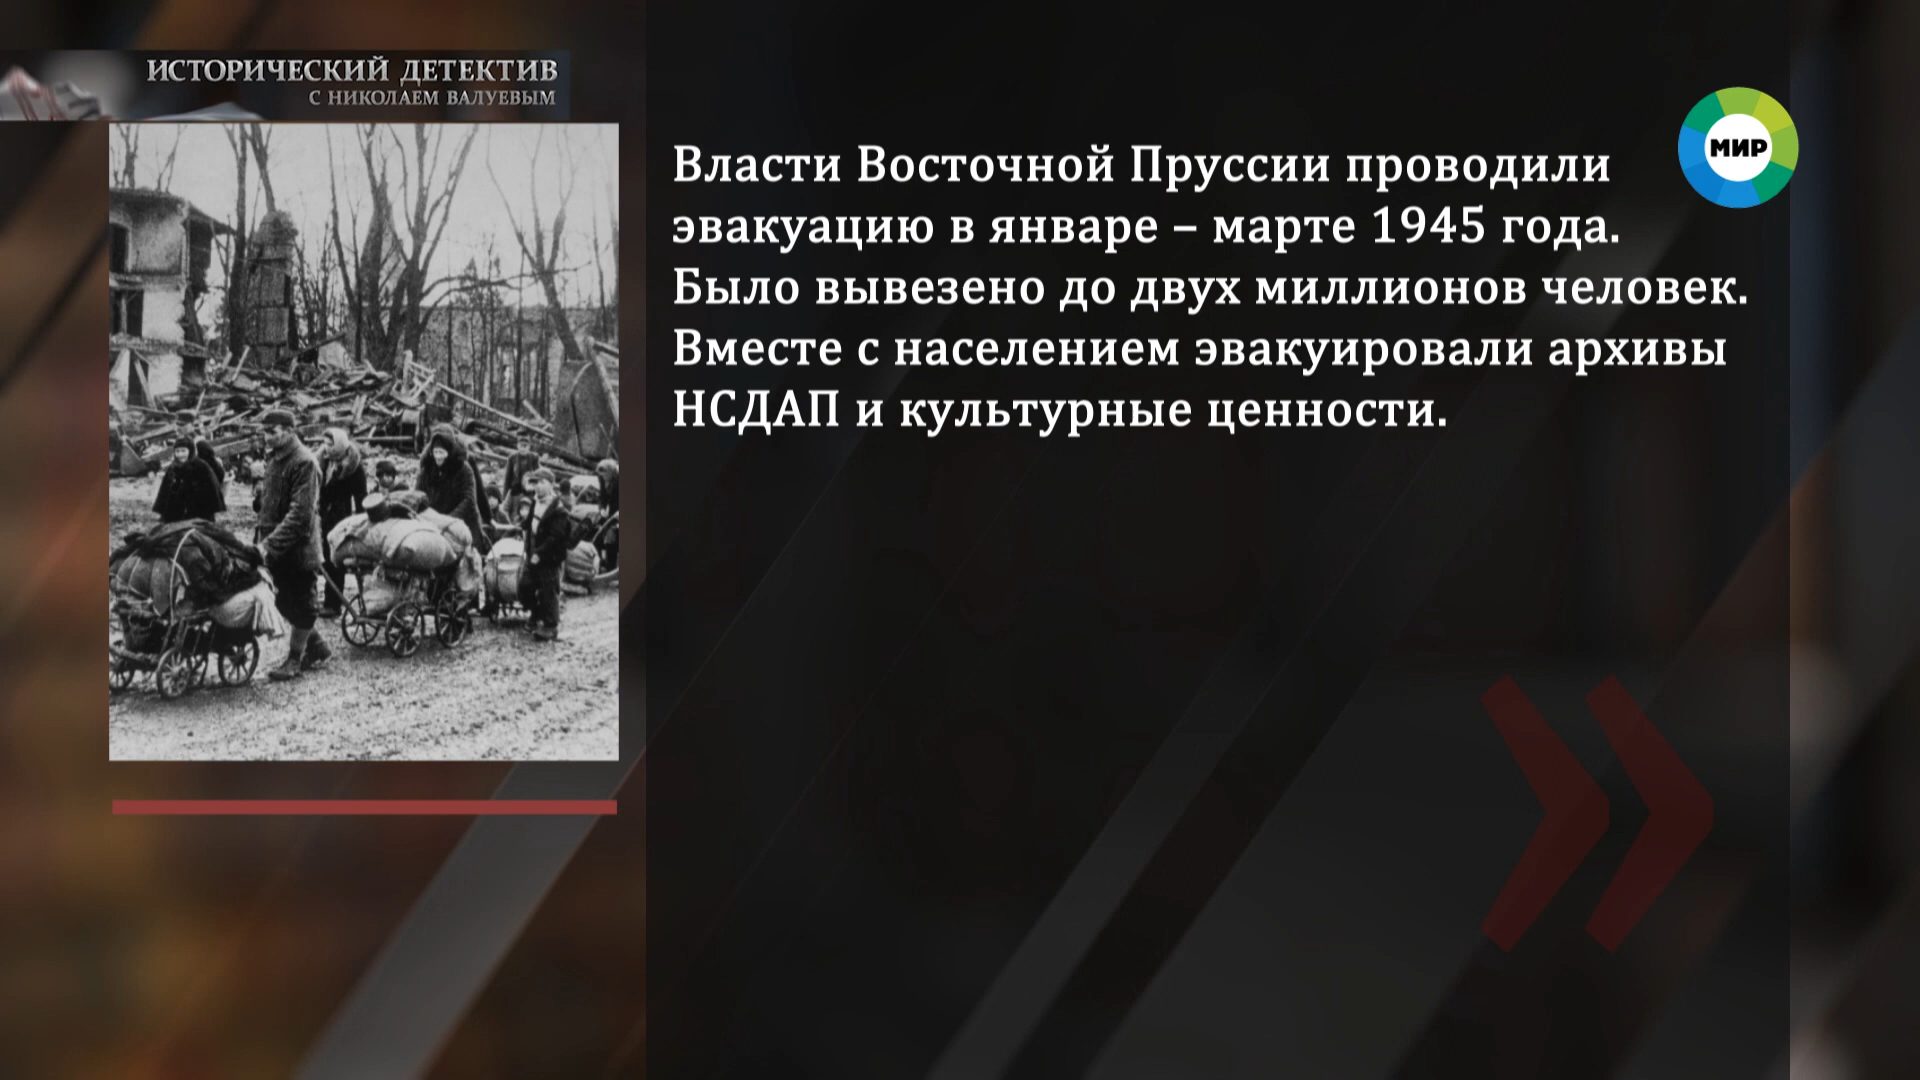 ИСТОРИЧЕСКИЙ ДЕТЕКТИВ
С НИКОЛАЕМ ВАЛУЕВЫМ
МИР
Власти Восточной Пруссии проводили
эвакуацию в январе – марте 1945 года.
Было вывезено до двух миллионов человек.
Вместе с населением эвакуировали архивы
НСДАП и культурные ценности.